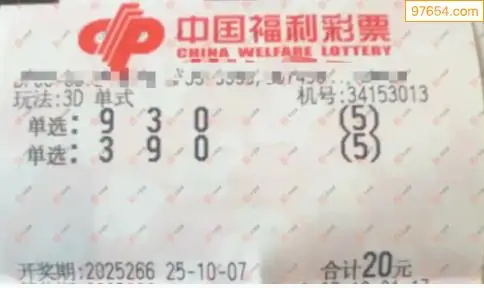 97654.com
中国福利彩票
CHINA WELFARE LOTTERY
玩法:3D 单式 机号:34153013
单选: 9 3 0 (5)
单选: 3 9 0 (5)
开奖期:2025266 25-10-07 合计20元